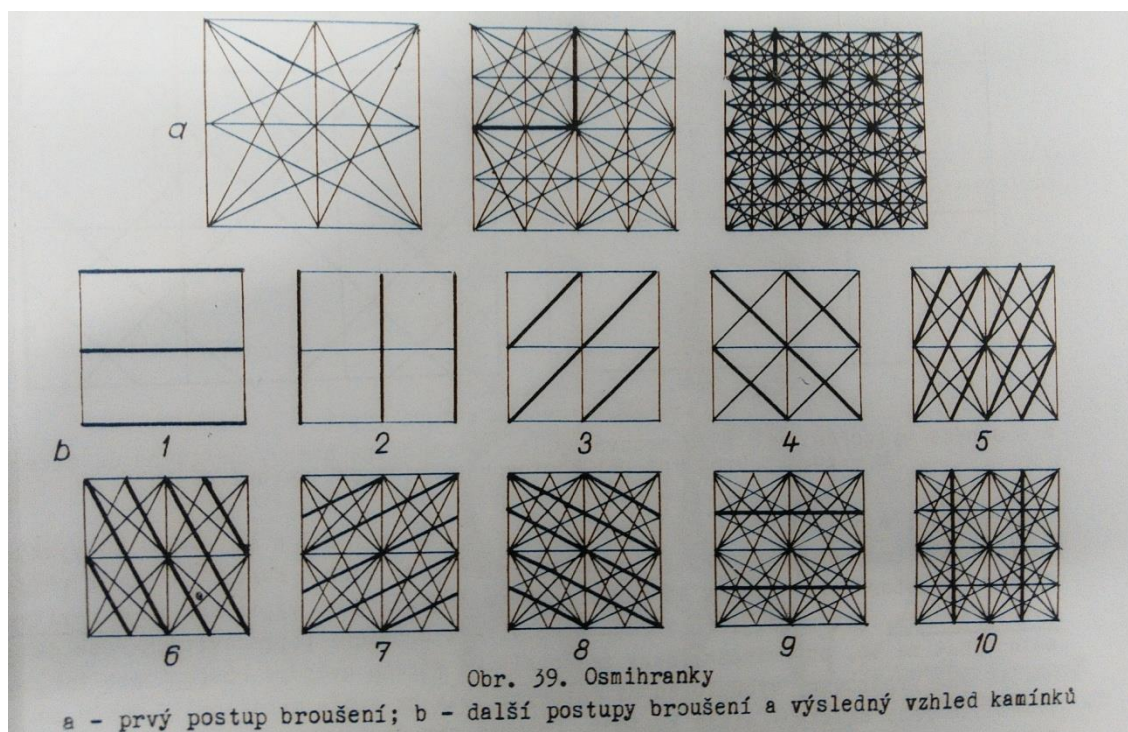 a
b
1 2 3 4 5
6 7 8 9 10
Obr. 39. Osmihranky
a - prvý postup broušení; b - další postupy broušení a výsledný vzhled kamínků